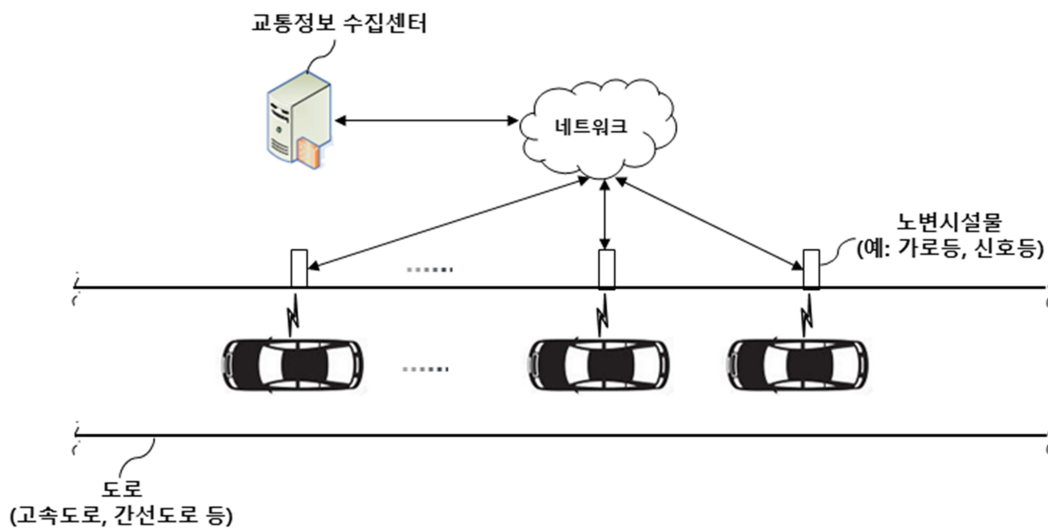 교통정보 수집센터
네트워크
노변시설물
(예: 가로등, 신호등)
도로
(고속도로, 간선도로 등)